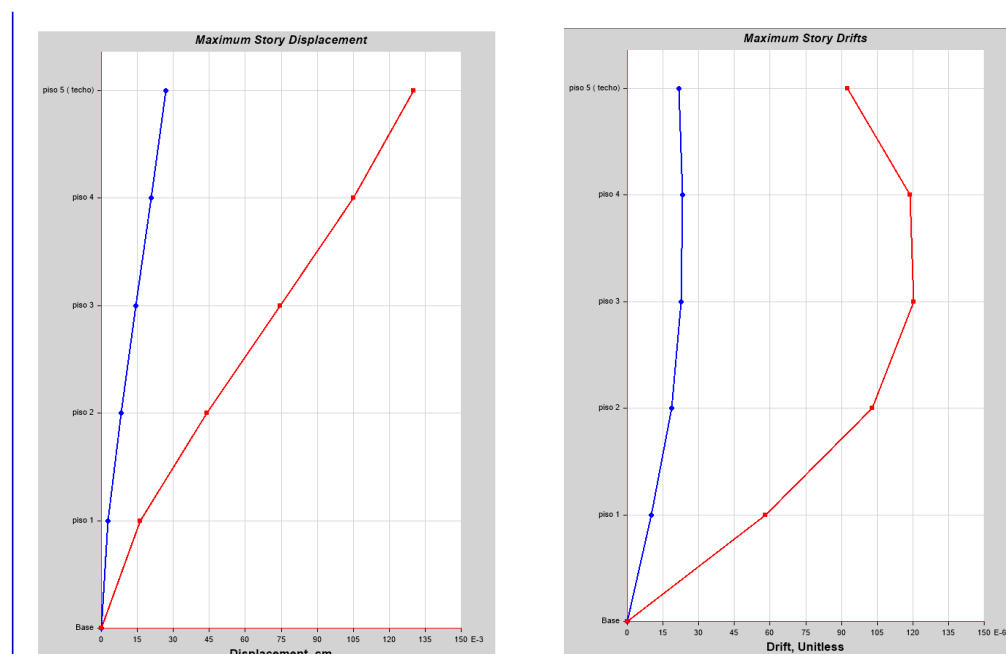 Maximum Story Displacement
piso 5 ( techo)
piso 4
piso 3
piso 2
piso 1
Base
0 15 30 45 60 75 90 105 120 135 150 E-3
Displacement, cm
Maximum Story Drifts
piso 5 ( techo)
piso 4
piso 3
piso 2
piso 1
Base
0 15 30 45 60 75 90 105 120 135 150 E-6
Drift, Unitless